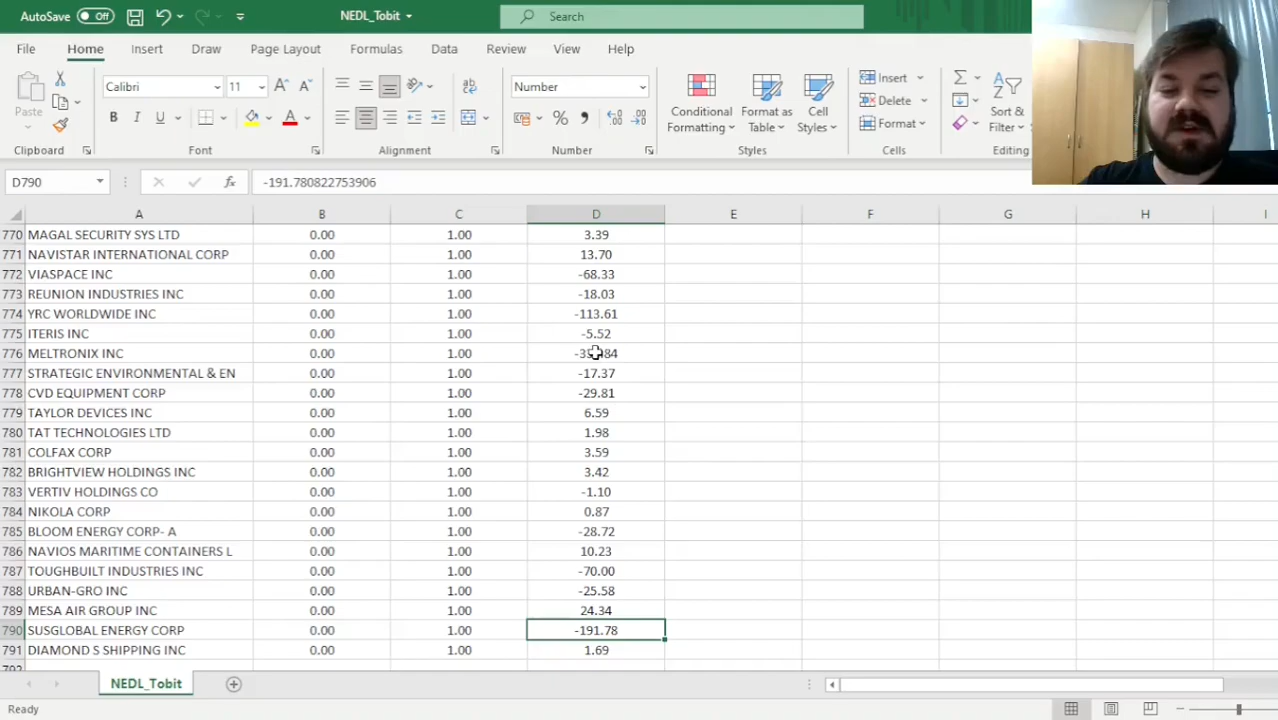 AutoSave Off NEDL_Tobit Search
File Home Insert Draw Page Layout Formulas Data Review View Help
Paste Calibri 11 B I U Number Conditional Formatting Format as Table Cell Styles Insert Delete Format Sort & Filter
Clipboard Font Alignment Number Styles Cells Editing
D790 fx -191.780822753906
A B C D E F G H I
770 MAGAL SECURITY SYS LTD 0.00 1.00 3.39
771 NAVISTAR INTERNATIONAL CORP 0.00 1.00 13.70
772 VIASPACE INC 0.00 1.00 -68.33
773 REUNION INDUSTRIES INC 0.00 1.00 -18.03
774 YRC WORLDWIDE INC 0.00 1.00 -113.61
775 ITERIS INC 0.00 1.00 -5.52
776 MELTRONIX INC 0.00 1.00
777 STRATEGIC ENVIRONMENTAL & EN 0.00 1.00 -17.37
778 CVD EQUIPMENT CORP 0.00 1.00 -29.81
779 TAYLOR DEVICES INC 0.00 1.00 6.59
780 TAT TECHNOLOGIES LTD 0.00 1.00 1.98
781 COLFAX CORP 0.00 1.00 3.59
782 BRIGHTVIEW HOLDINGS INC 0.00 1.00 3.42
783 VERTIV HOLDINGS CO 0.00 1.00 -1.10
784 NIKOLA CORP 0.00 1.00 0.87
785 BLOOM ENERGY CORP- A 0.00 1.00 -28.72
786 NAVIOS MARITIME CONTAINERS L 0.00 1.00 10.23
787 TOUGHBUILT INDUSTRIES INC 0.00 1.00 -70.00
788 URBAN-GRO INC 0.00 1.00 -25.58
789 MESA AIR GROUP INC 0.00 1.00 24.34
790 SUSGLOBAL ENERGY CORP 0.00 1.00 -191.78
791 DIAMOND S SHIPPING INC 0.00 1.00 1.69
NEDL_Tobit
Ready